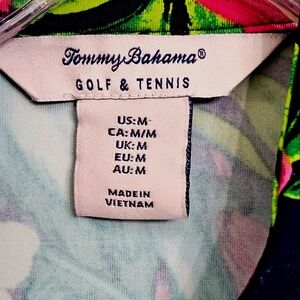 Tommy Bahama®
GOLF & TENNIS
US:M
CA:M/M
UK:M
EU:M
AU:M
MADE IN
VIETNAM